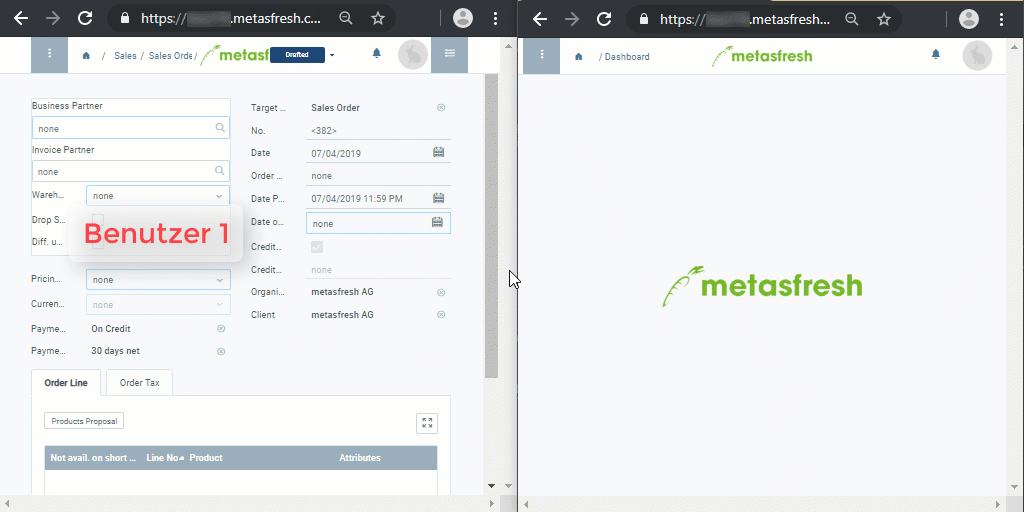 https://
.metasfresh.c...
https://
.metasfresh...
/ Sales / Sales Orde/
metasf
Drafted
/ Dashboard
metasfresh
Business Partner
none
Invoice Partner
none
Wareh...
none
Drop S...
Diff. u...
Benutzer 1
Pricin...
none
Curren...
none
Payme...
On Credit
Payme...
30 days net
Target ...
Sales Order
No.
<382>
Date
07/04/2019
Order ...
none
Date P...
07/04/2019 11:59 PM
Date o...
none
Credit...
Credit...
none
Organi...
metasfresh AG
Client
metasfresh AG
Order Line
Order Tax
Products Proposal
Not avail. on short ...
Line No
Product
Attributes
metasfresh